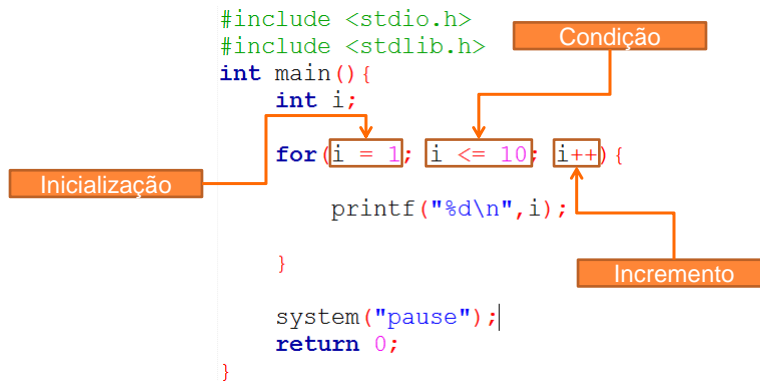 #include <stdio.h>
#include <stdlib.h>
Condição
int main(){
int i;
for(i = 1; i <= 10; i++){
Inicialização
printf("%d\n",i);
}
Incremento
system("pause");
return 0;
}